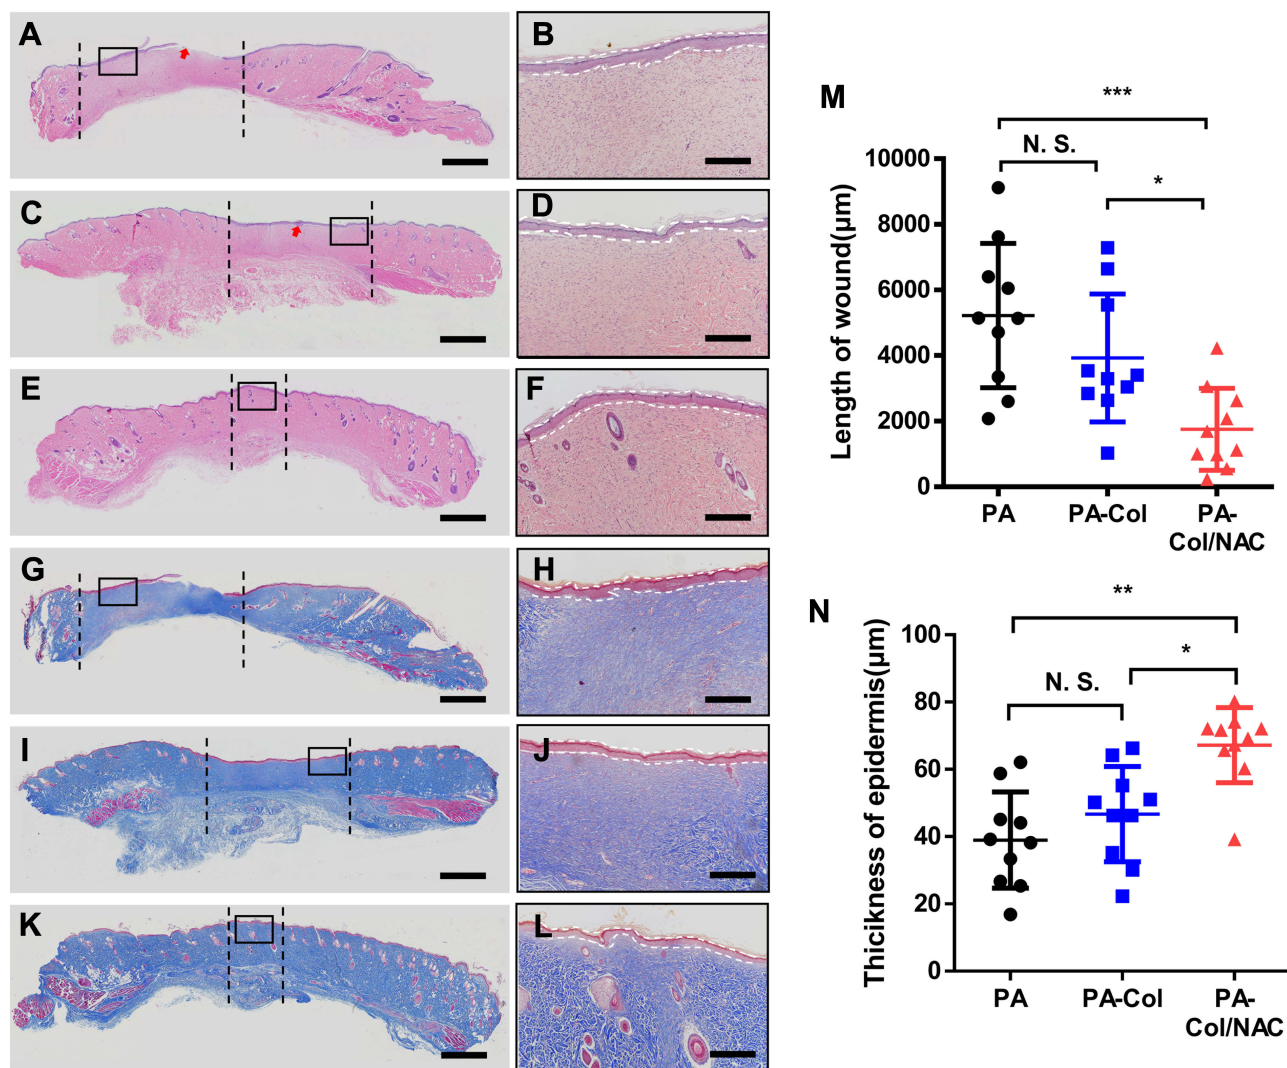 A
B
C
D
E
F
G
H
I
J
K
L
M
***
N. S.
*
10000
8000
6000
4000
2000
0
Length of wound(μm)
PA
PA-Col
PA-
Col/NAC
N
**
*
N. S.
100
80
60
40
20
0
Thicikness of epidermis(μm)
PA
PA-Col
PA-
Col/NAC